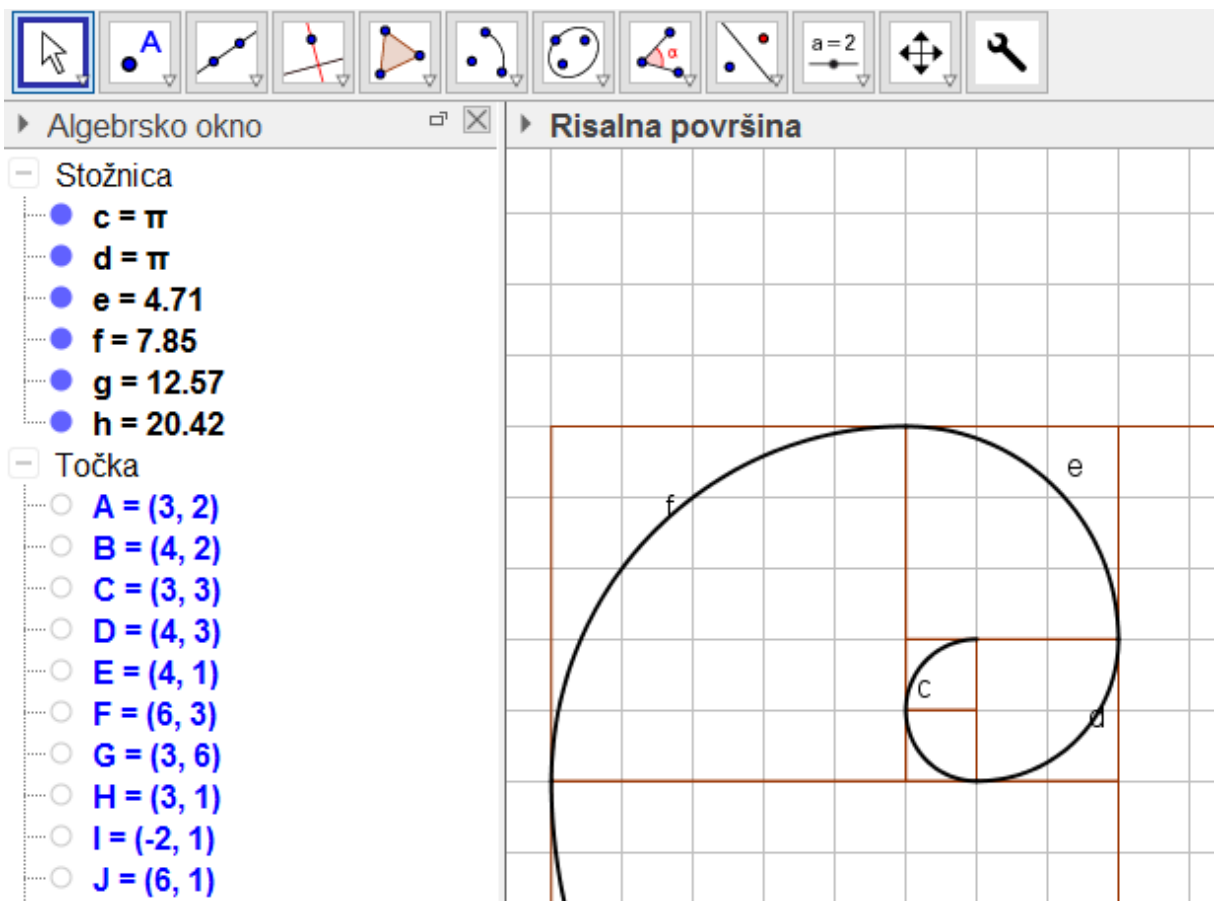 A
α
a=2
Algebrsko okno
Risalna površina
Stožnica
c = π
d = π
e = 4.71
f = 7.85
g = 12.57
h = 20.42
Točka
A = (3, 2)
B = (4, 2)
C = (3, 3)
D = (4, 3)
E = (4, 1)
F = (6, 3)
G = (3, 6)
H = (3, 1)
I = (-2, 1)
J = (6, 1)
e
f
c
d